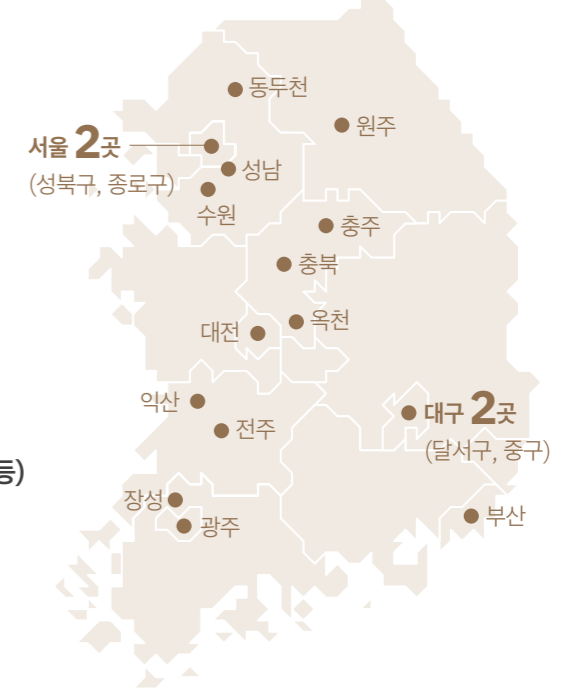 동두천
원주
서울 2곳
(성북구, 종로구)
성남
수원
충주
충북
옥천
대전
익산
전주
대구 2곳
(달서구, 중구)
등)
장성
광주
부산